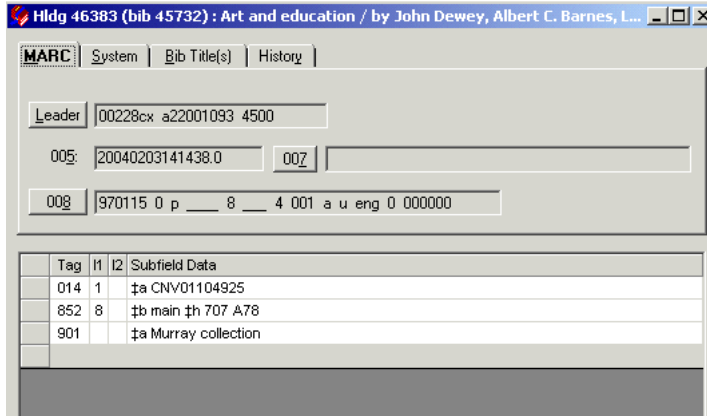 Hldg 46383 (bib 45732) : Art and education / by John Dewey, Albert C. Barnes, L...
MARC System Bib Title(s) History
Leader 00228cx a22001093 4500
005: 20040203141438.0 007
008 970115 0 p ____ 8 ___ 4 001 a u eng 0 000000
Tag I1 I2 Subfield Data
014 1 ‡a CNV01104925
852 8 ‡b main ‡h 707 A78
901 ‡a Murray collection